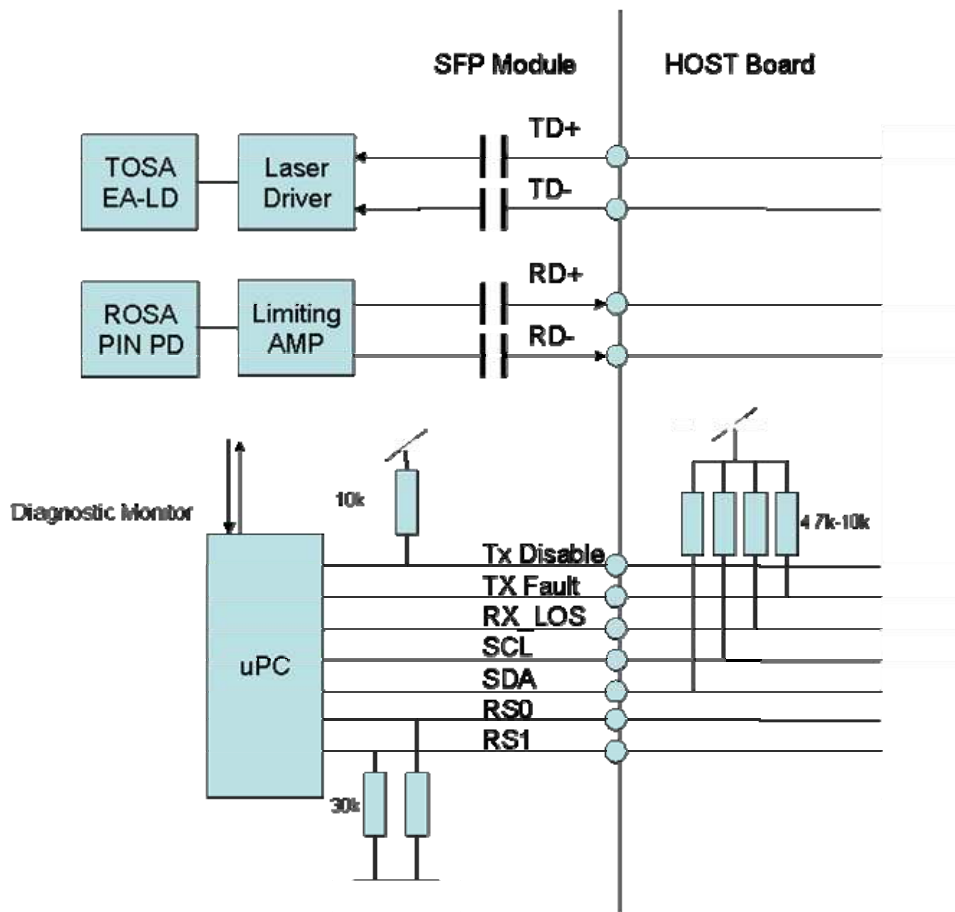 SFP Module
HOST Board
TOSA
EA-LD
Laser
Driver
TD+
TD-
ROSA
PIN PD
Limiting
AMP
RD+
RD-
Diagnostic Monitor
10k
4.7k-10k
Tx Disable
TX Fault
RX_LOS
SCL
SDA
RS0
RS1
uPC
30k